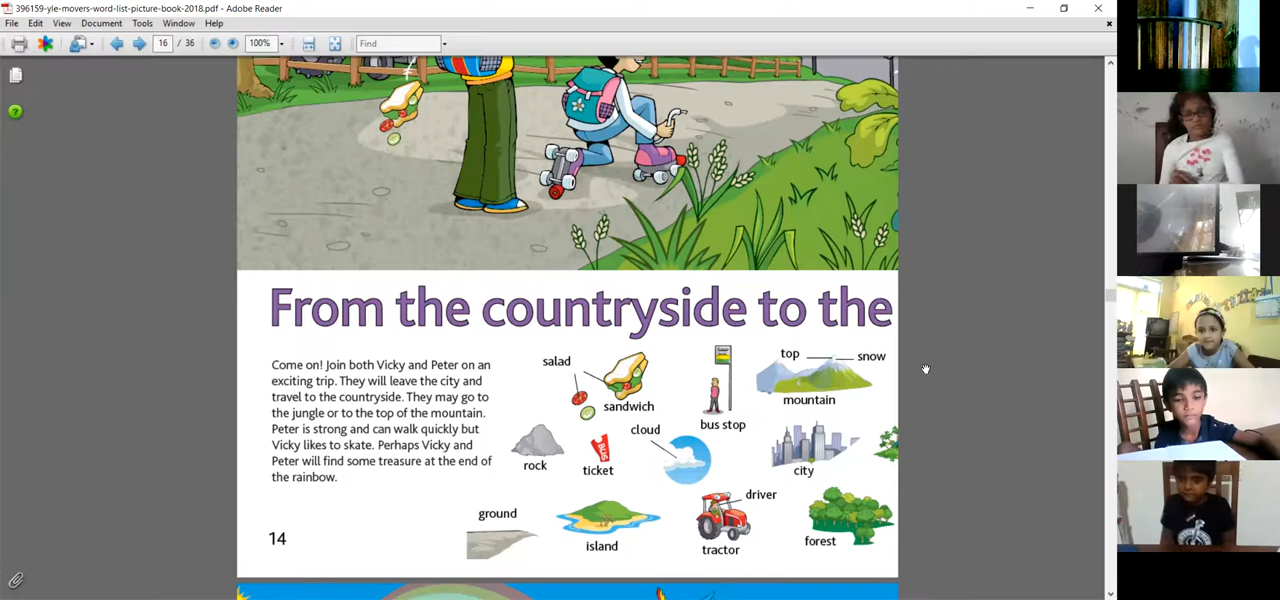 396159-yle-movers-word-list-picture-book-2018.pdf - Adobe Reader
File Edit View Document Tools Window Help
16 / 36 100% Find
From the countryside to the
Come on! Join both Vicky and Peter on an
exciting trip. They will leave the city and
travel to the countryside. They may go to
the jungle or to the top of the mountain.
Peter is strong and can walk quickly but
Vicky likes to skate. Perhaps Vicky and
Peter will find some treasure at the end of
the rainbow.
salad
sandwich
bus stop
top
snow
mountain
rock
BUS
ticket
cloud
city
ground
island
driver
tractor
forest
14